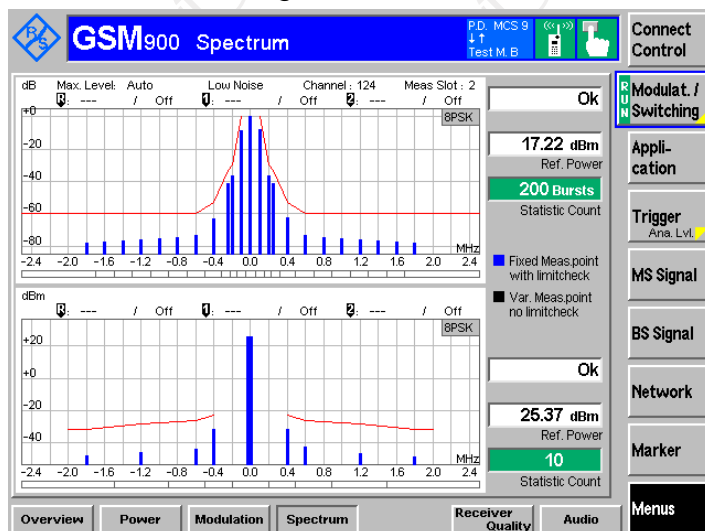 R&S GSM900 Spectrum
P.D. MCS 9
↓↑
Test M. B
Connect Control
dB Max. Level: Auto Low Noise Channel : 124 Meas Slot : 2
R: --- / Off 1: --- / Off 2: --- / Off
8PSK
+0
-20
-40
-60
-80
MHz
-2.4 -2.0 -1.6 -1.2 -0.8 -0.4 0.0 0.4 0.8 1.2 1.6 2.0 2.4
Ok
17.22 dBm
Ref. Power
200 Bursts
Statistic Count
Fixed Meas.point
with limitcheck
Var. Meas.point
no limitcheck
dBm
R: --- / Off 1: --- / Off 2: --- / Off
8PSK
+20
+0
-20
-40
MHz
-2.4 -2.0 -1.6 -1.2 -0.8 -0.4 0.0 0.4 0.8 1.2 1.6 2.0 2.4
Ok
25.37 dBm
Ref. Power
10
Statistic Count
RUN
Modulat. /
Switching
Appli-
cation
Trigger
Ana. Lvl.
MS Signal
BS Signal
Network
Marker
Menus
Overview Power Modulation Spectrum Receiver Quality Audio